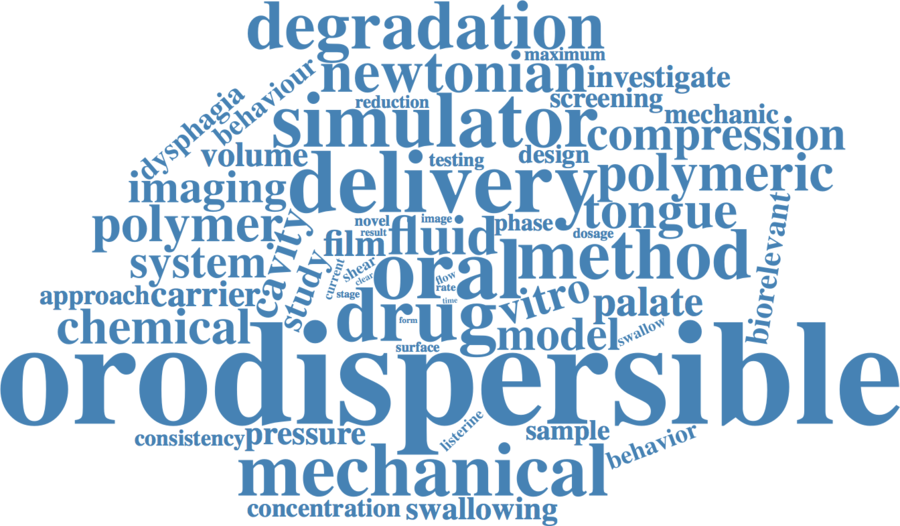 degradation
maximum
newtonian
investigate
behaviour
dysphagia
reduction
screening
simulator
mechanic
compression
volume
testing
design
delivery
polymeric
imaging
tongue
polymer
cavity
novel
image
result
fluid
phase
dosage
film
study
biorelevant
system
current
shear
clear
oral
flow
rate
method
approach
carrier
stage
time
vitro
palate
chemical
drug
form
model
swallow
surface
orodispersible
consistency
pressure
listerine
sample
behavior
mechanical
concentration
swallowing